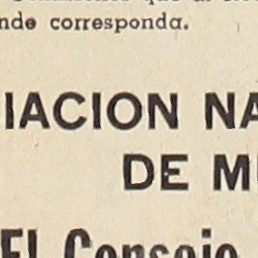 nde corresponda.
IACION NA
DE M
El Consejo